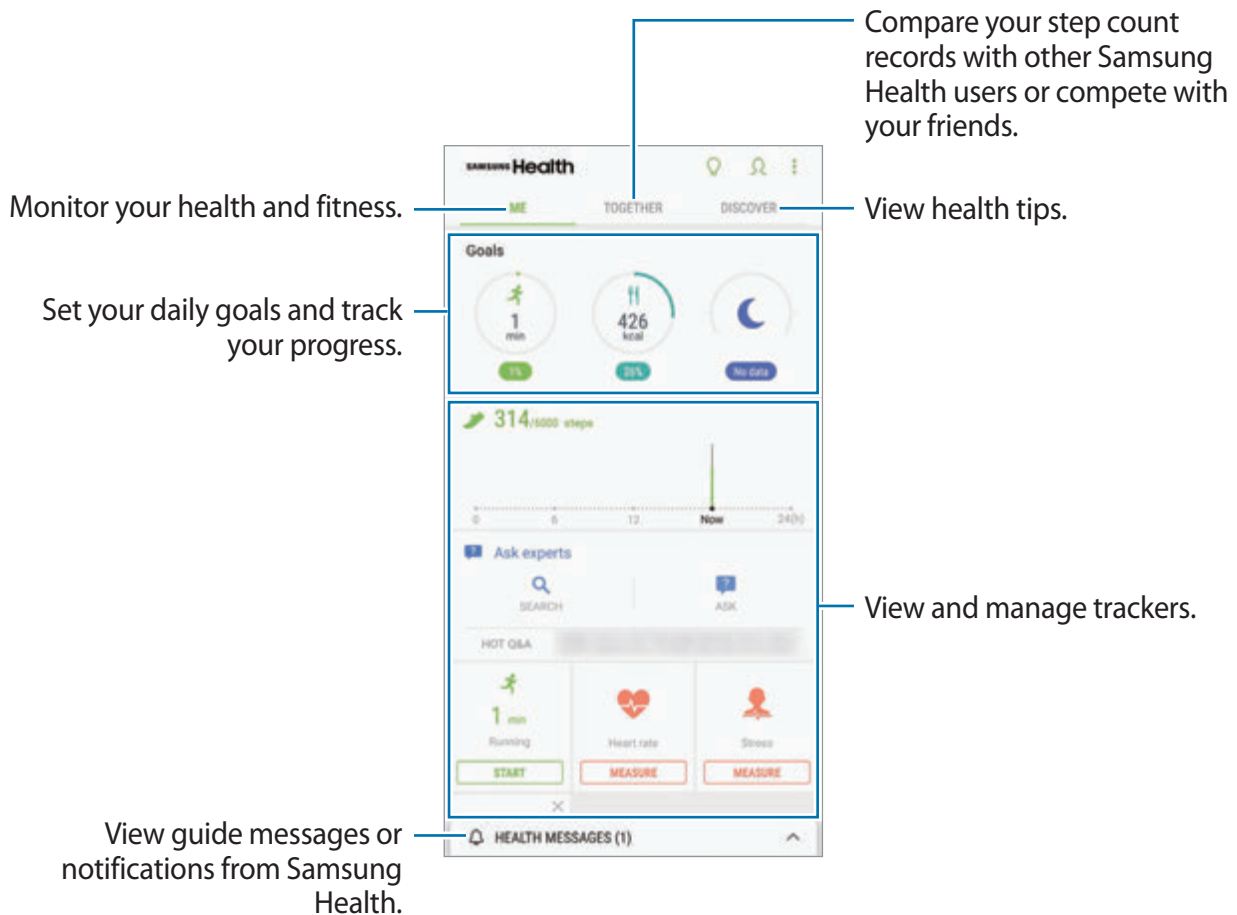 Compare your step count
records with other Samsung
Health users or compete with
your friends.
SAMSUNG Health
Monitor your health and fitness.
ME TOGETHER DISCOVER
View health tips.
Goals
Set your daily goals and track
your progress.
1
min
426
kcal
1%
26%
No data
314/6000 steps
0 6 12 Now 24(h)
Ask experts
SEARCH ASK
View and manage trackers.
HOT Q&A
1 min
Running Heart rate Stress
START MEASURE MEASURE
HEALTH MESSAGES (1)
View guide messages or
notifications from Samsung
Health.